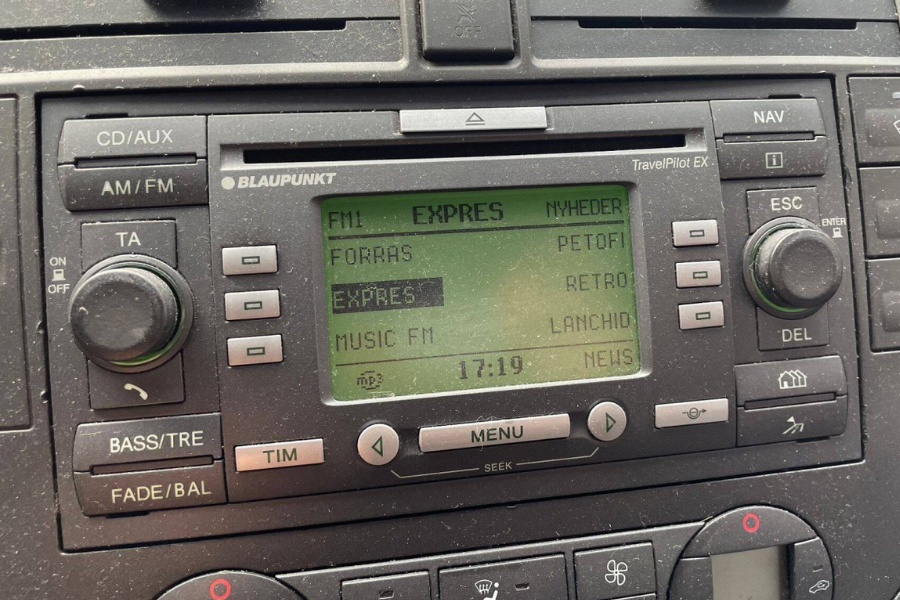 OFF
CD/AUX
AM/FM
TA
ON
OFF
BASS/TRE
FADE/BAL
BLAUPUNKT
TravelPilot EX
FM1 EXPRES NYHEDER
FORRAS PETOFI
EXPRES RETRO
MUSIC FM LANCHID
mp3 17:19 NEWS
TIM
MENU
SEEK
NAV
i
ESC
ENTER
DEL